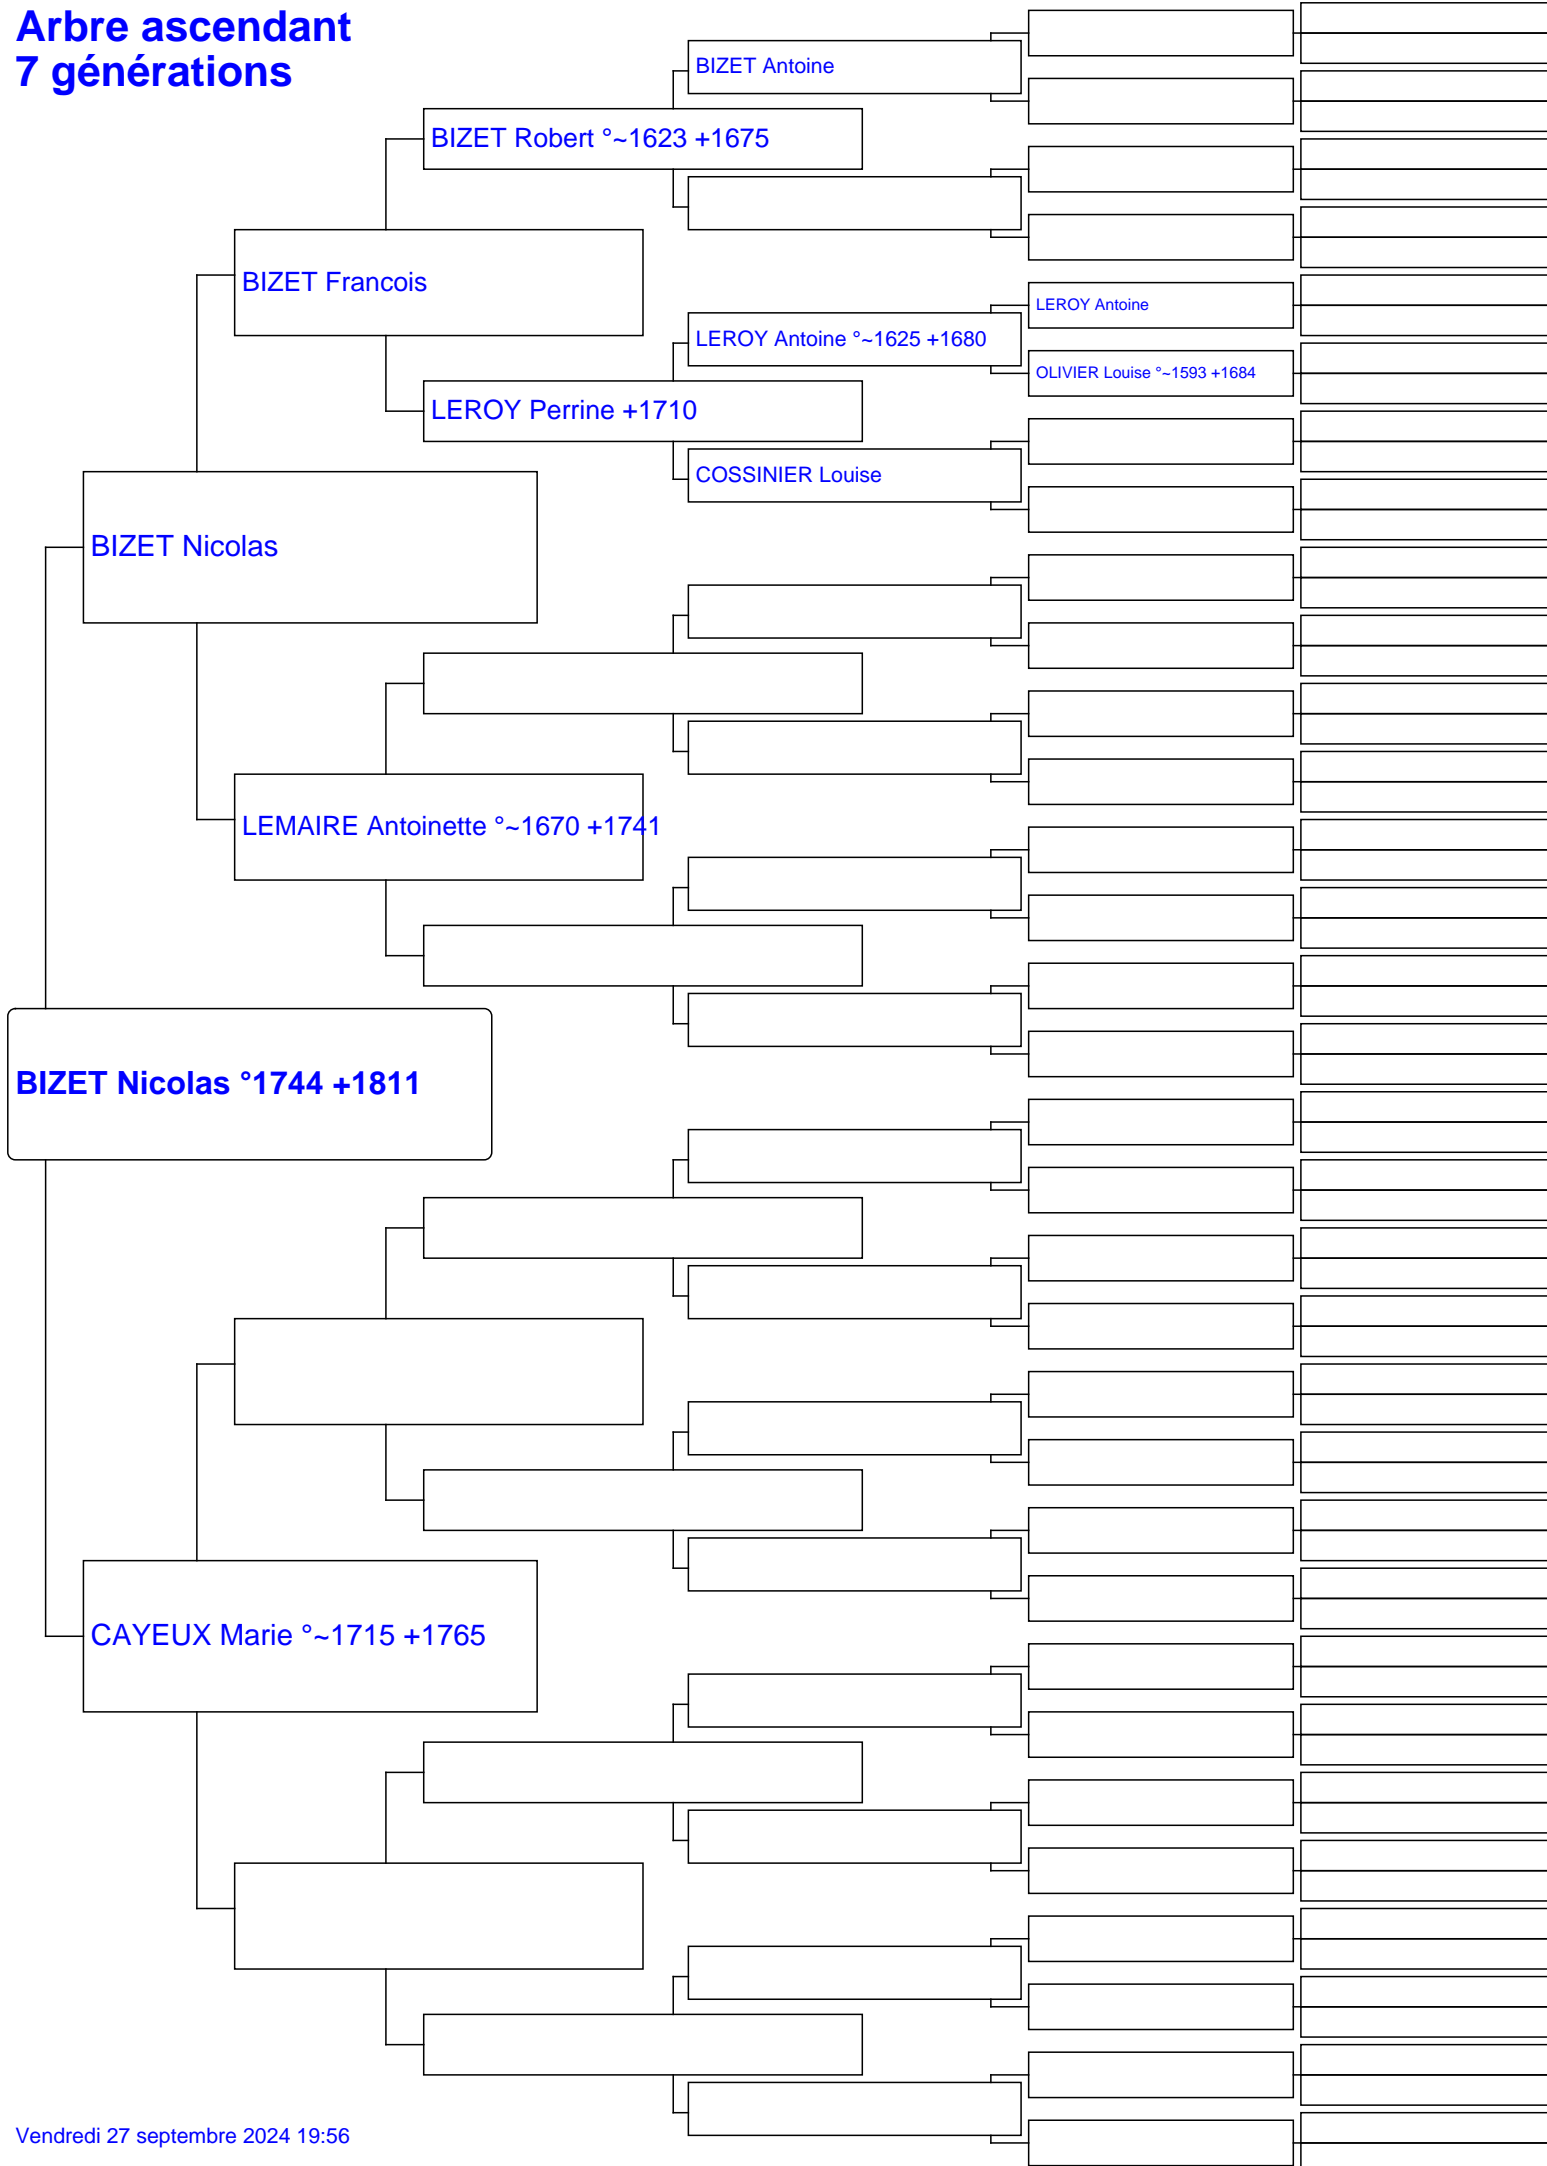 Arbre ascendant
7 générations
BIZET Antoine
BIZET Robert °~1623 +1675
BIZET Francois
LEROY Antoine
LEROY Antoine °~1625 +1680
OLIVIER Louise °~1593 +1684
LEROY Perrine +1710
COSSINIER Louise
BIZET Nicolas
LEMAIRE Antoinette °~1670 +1741
BIZET Nicolas °1744 +1811
CAYEUX Marie °~1715 +1765
Vendredi 27 septembre 2024 19:56